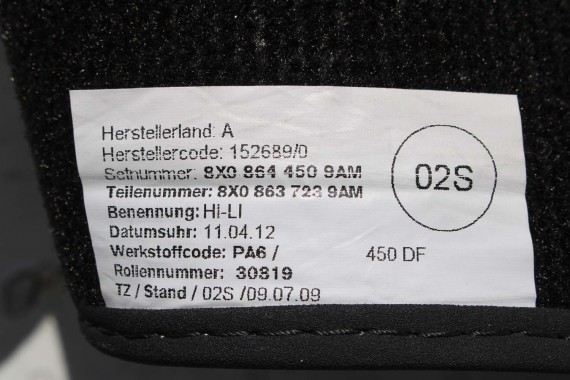 Herstellerland: A
Herstellercode: 152689/0
Setnummer: 8X0 864 450 9AM
Teilenummer: 8X0 863 723 9AM
Benennung: Hi-LI
Datumsuhr: 11.04.12
Werkstoffcode: PA6 / 450 DF
Rollennummer: 30819
TZ / Stand / 02S /09.07.09
02S